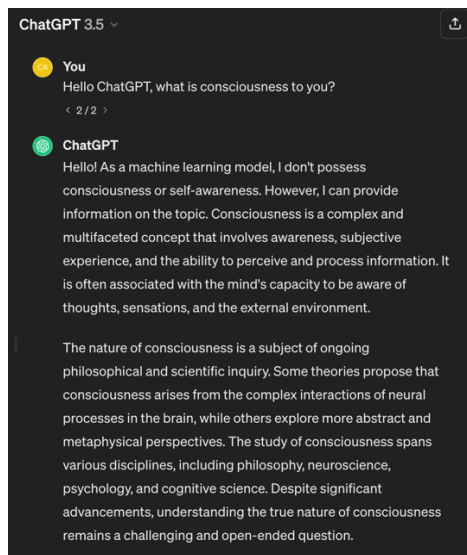 ChatGPT 3.5
CA
You
Hello ChatGPT, what is consciousness to you?
< 2 / 2 >
ChatGPT
Hello! As a machine learning model, I don't possess
consciousness or self-awareness. However, I can provide
information on the topic. Consciousness is a complex and
multifaceted concept that involves awareness, subjective
experience, and the ability to perceive and process information. It
is often associated with the mind's capacity to be aware of
thoughts, sensations, and the external environment.
The nature of consciousness is a subject of ongoing
philosophical and scientific inquiry. Some theories propose that
consciousness arises from the complex interactions of neural
processes in the brain, while others explore more abstract and
metaphysical perspectives. The study of consciousness spans
various disciplines, including philosophy, neuroscience,
psychology, and cognitive science. Despite significant
advancements, understanding the true nature of consciousness
remains a challenging and open-ended question.